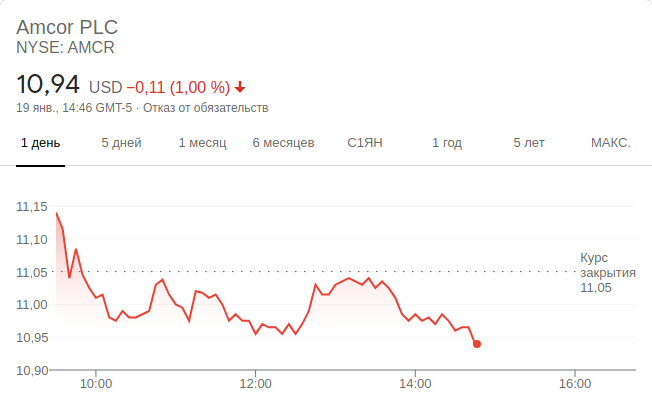 Amcor PLC
NYSE: AMCR
10,94 USD −0,11 (1,00 %)
19 янв., 14:46 GMT-5 · Отказ от обязательств
1 день 5 дней 1 месяц 6 месяцев С1ЯН 1 год 5 лет МАКС.
11,15
11,10
Курс
11,05 закрытия
11,05
11,00
10,95
10,90
10:00 12:00 14:00 16:00